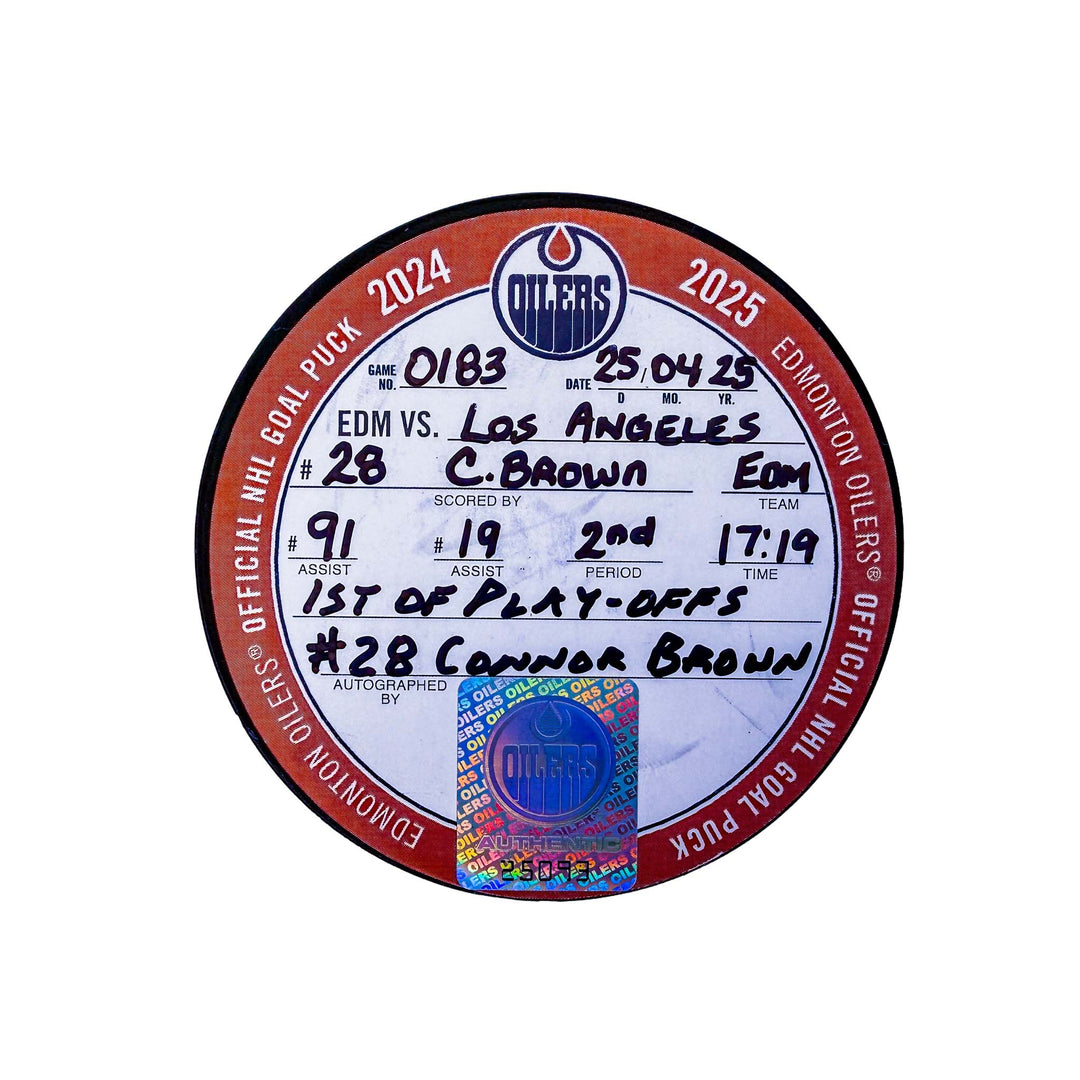 2024 2025
EDMONTON OILERS® OFFICIAL NHL GOAL PUCK
EDMONTON OILERS® OFFICIAL NHL GOAL PUCK
OILERS
GAME NO. 0183 DATE 25/04 25
D MO. YR.
EDM VS. LOS ANGELES
# 28 C. BROWN EDM
SCORED BY TEAM
# 91 # 19 2nd 17:19
ASSIST ASSIST PERIOD TIME
1ST OF PLAY-OFFS
#28 CONNOR BROWN
AUTOGRAPHED BY
OILERS
AUTHENTIC
25093